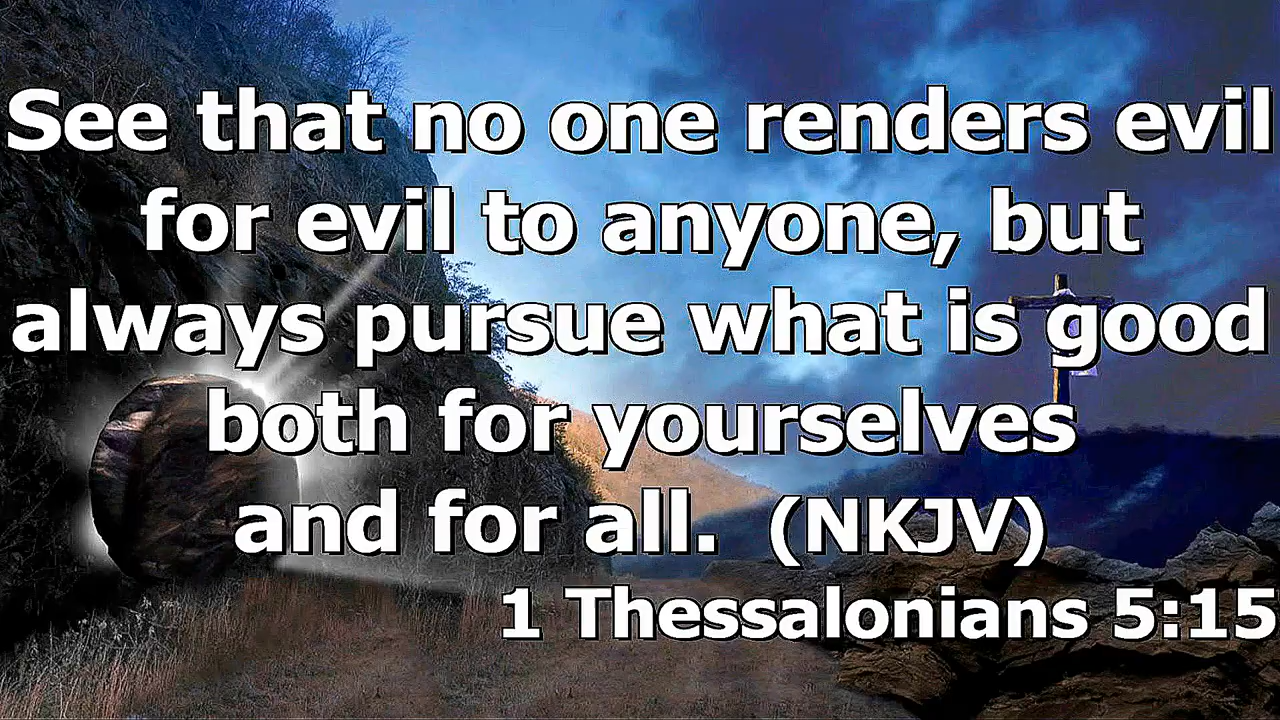 See that no one renders evil
for evil to anyone, but
always pursue what is good
both for yourselves
and for all. (NKJV)
1 Thessalonians 5:15